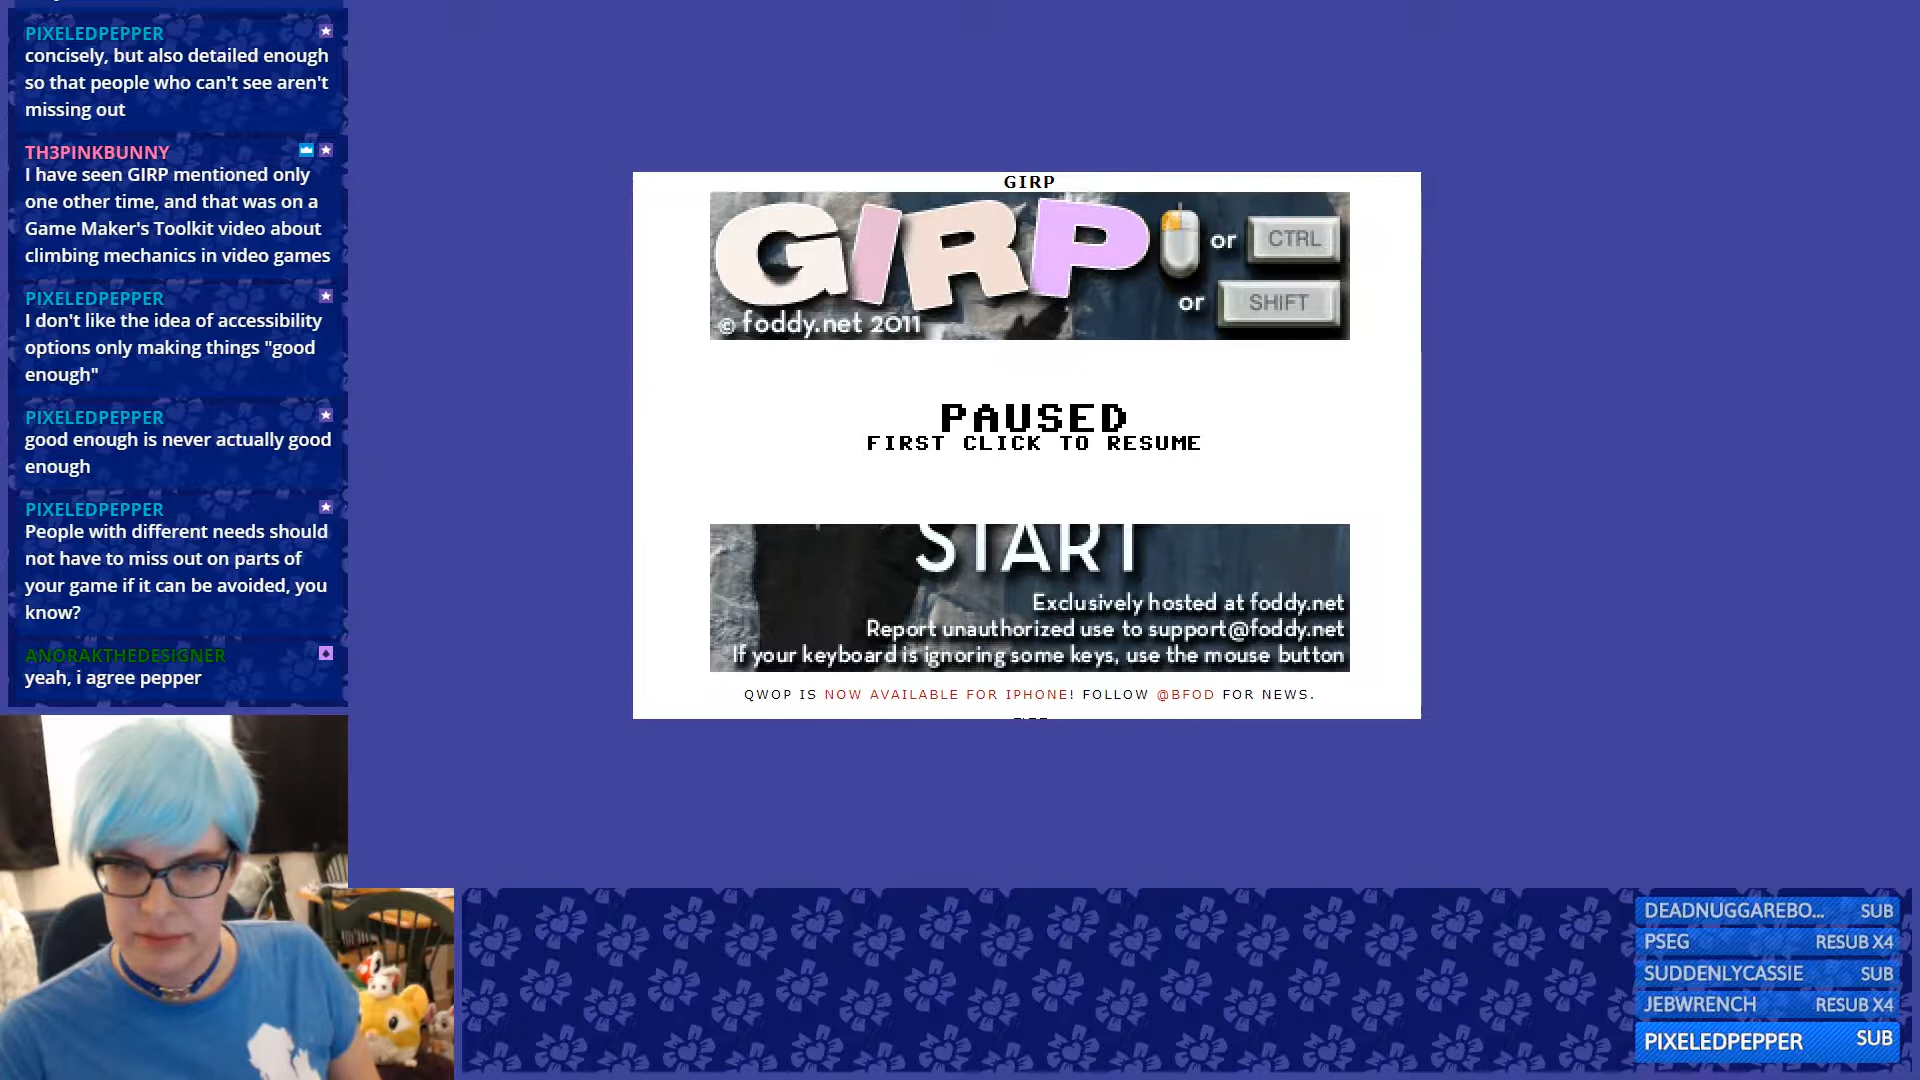 PIXELEDPEPPER
concisely, but also detailed enough
so that people who can't see aren't
missing out
TH3PINKBUNNY
I have seen GIRP mentioned only
one other time, and that was on a
Game Maker's Toolkit video about
climbing mechanics in video games
PIXELEDPEPPER
I don't like the idea of accessibility
options only making things "good
enough"
PIXELEDPEPPER
good enough is never actually good
enough
PIXELEDPEPPER
People with different needs should
not have to miss out on parts of
your game if it can be avoided, you
know?
ANORAKTHEDESIGNER
yeah, i agree pepper
GIRP
GIRP
or CTRL
or SHIFT
© foddy.net 2011
PAUSED
FIRST CLICK TO RESUME
START
Exclusively hosted at foddy.net
Report unauthorized use to support@foddy.net
If your keyboard is ignoring some keys, use the mouse button
QWOP IS NOW AVAILABLE FOR IPHONE! FOLLOW @BFOD FOR NEWS.
DEADNUGGAREBO... SUB
PSEG RESUB X4
SUDDENLYCASSIE SUB
JEBWRENCH RESUB X4
PIXELEDPEPPER SUB